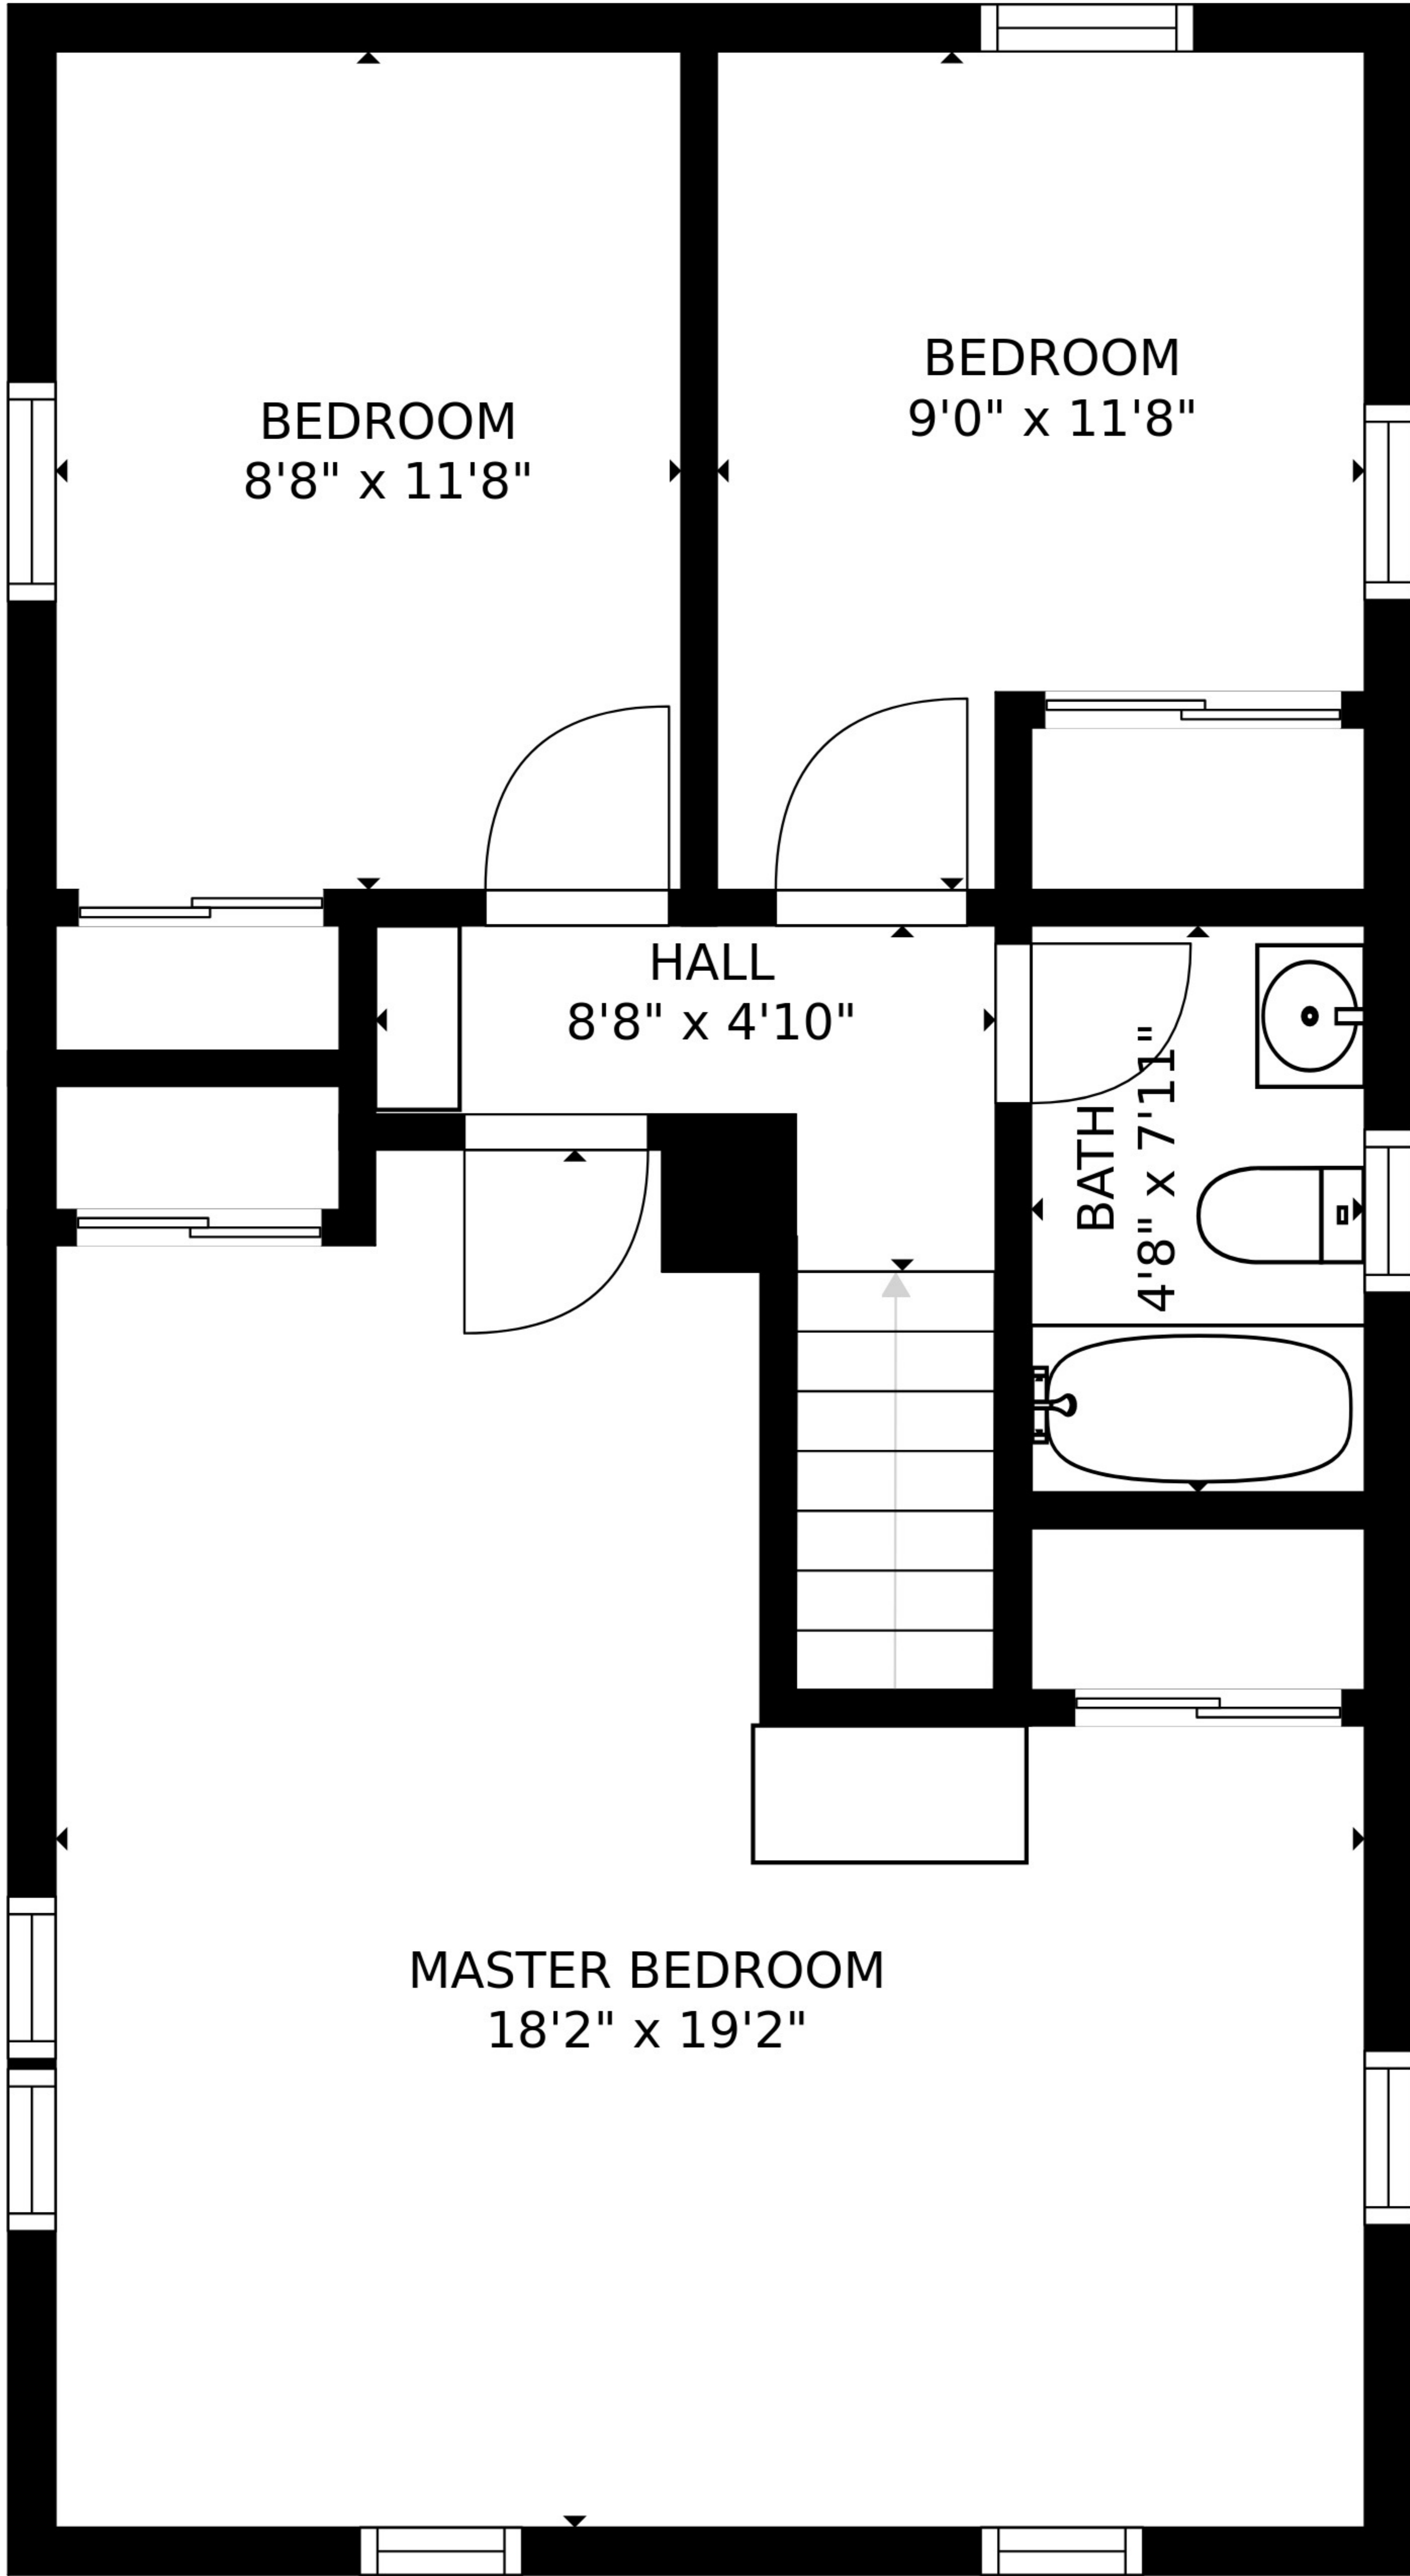 BEDROOM
8'8" x 11'8"
BEDROOM
9'0" x 11'8"
HALL
8'8" x 4'10"
BATH
4'8" x 7'11"
MASTER BEDROOM
18'2" x 19'2"